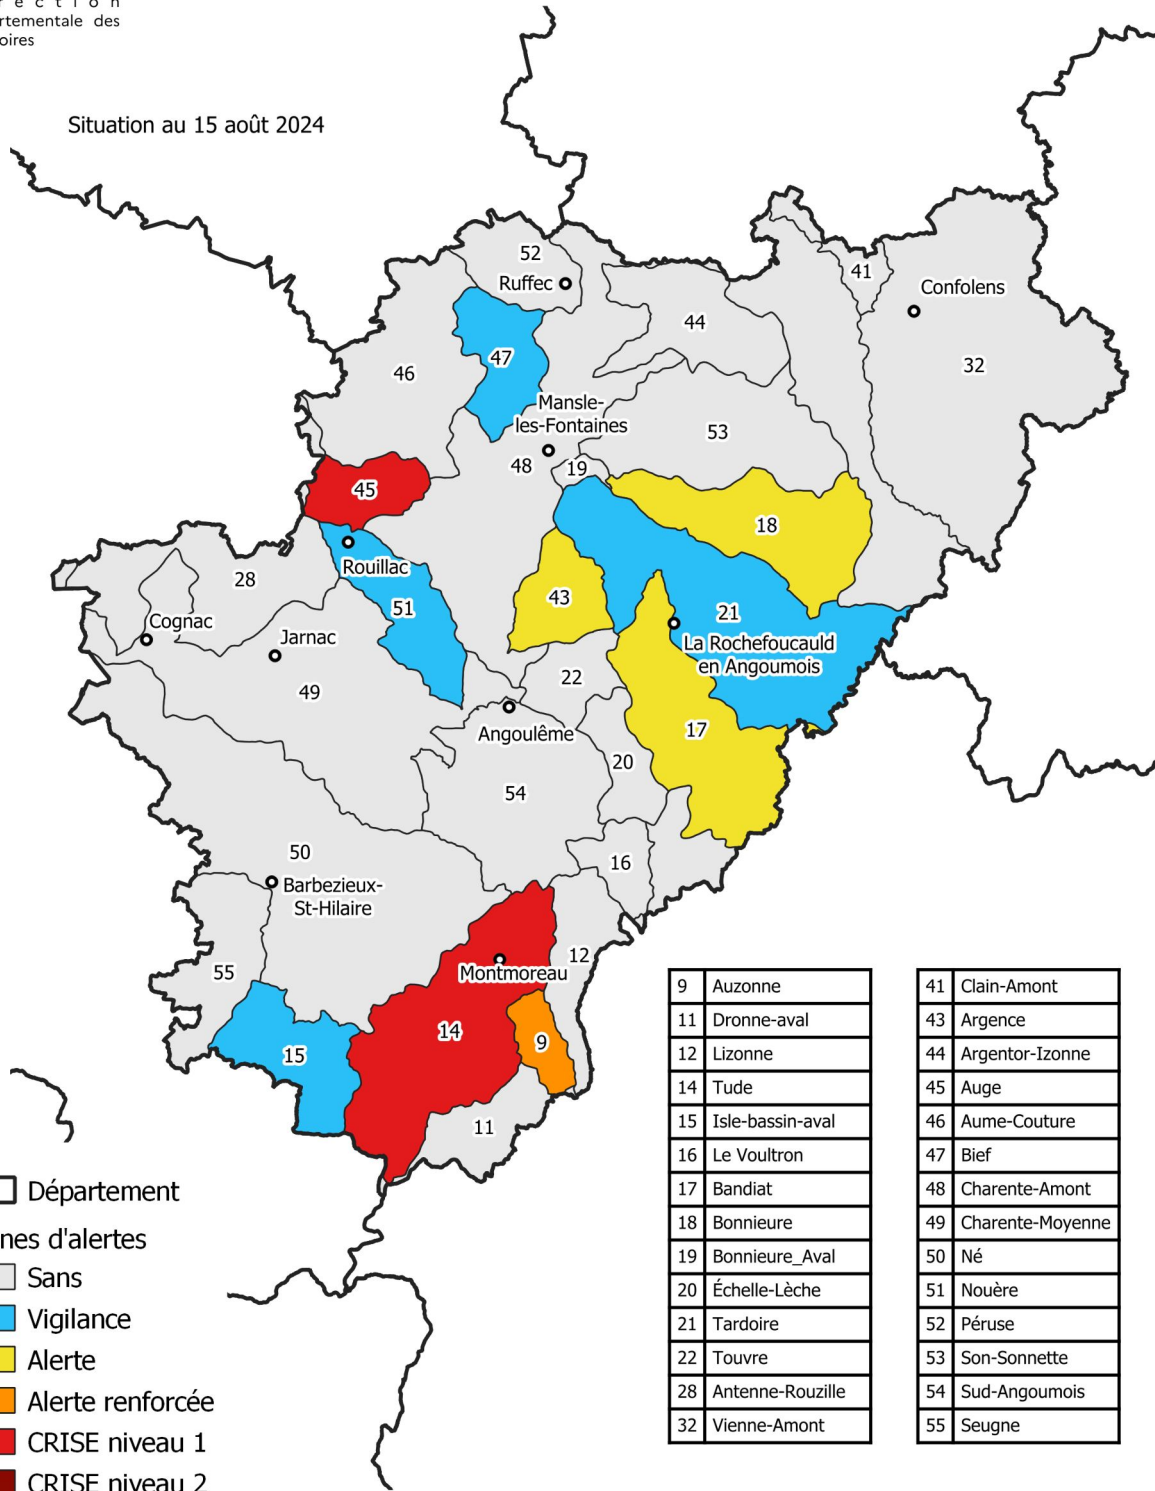 rtementale des
oires
Situation au 15 août 2024
52
Ruffec
41
Confolens
44
47
46
32
Mansle-
les-Fontaines
53
48
19
45
18
Rouillac
28
43
51
21
Cognac
Jarnac
La Rochefoucauld
en Angoumois
22
49
17
Angoulême
20
54
50
16
Barbezieux-
St-Hilaire
12
55
Montmoreau
14
9
15
11
9 Auzonne
11 Dronne-aval
12 Lizonne
14 Tude
15 Isle-bassin-aval
16 Le Voultron
17 Bandiat
18 Bonnieure
19 Bonnieure_Aval
20 Échelle-Lèche
21 Tardoire
22 Touvre
28 Antenne-Rouzille
32 Vienne-Amont
41 Clain-Amont
43 Argence
44 Argentor-Izonne
45 Auge
46 Aume-Couture
47 Bief
48 Charente-Amont
49 Charente-Moyenne
50 Né
51 Nouère
52 Péruse
53 Son-Sonnette
54 Sud-Angoumois
55 Seugne
Département
nes d'alertes
Sans
Vigilance
Alerte
Alerte renforcée
CRISE niveau 1
CRISE niveau 2